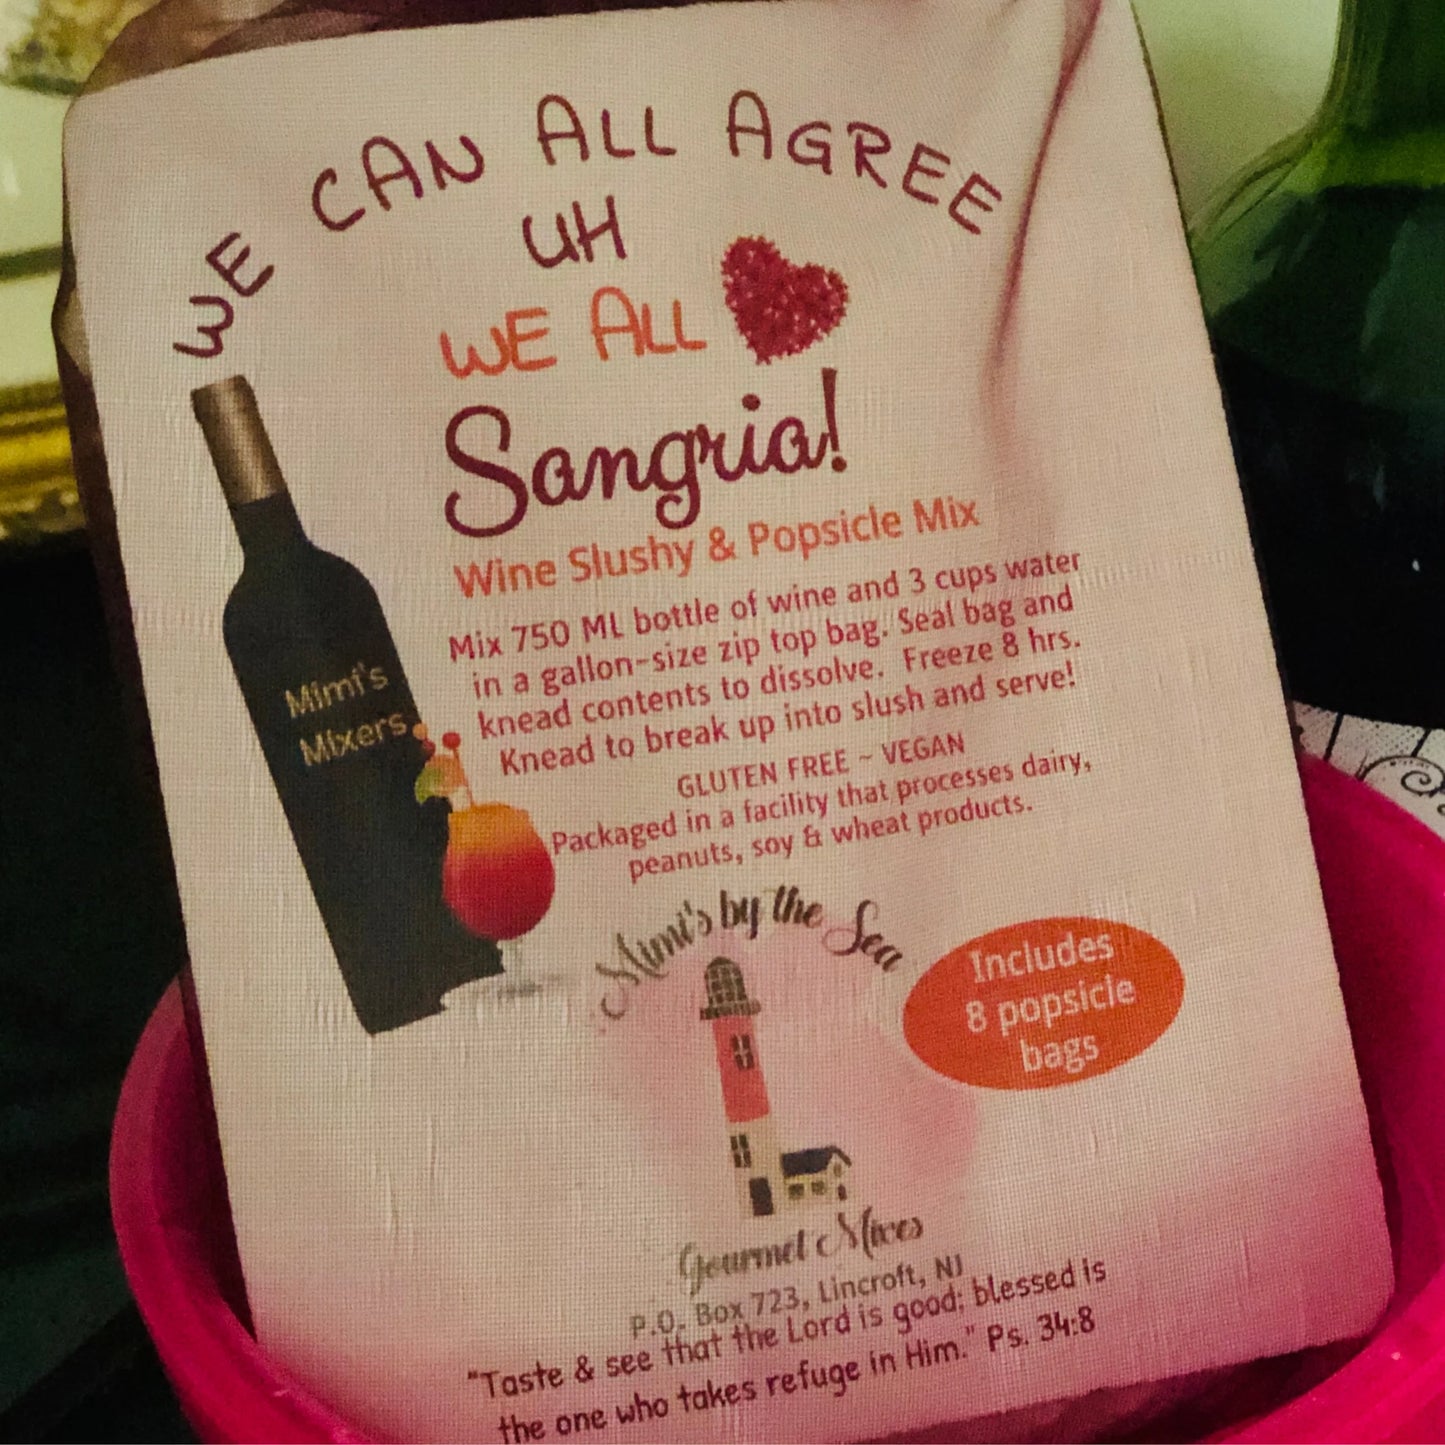 WE CAN ALL AGREE
UH
WE ALL
Sangria!
Wine Slushy & Popsicle Mix
Mix 750 ML bottle of wine and 3 cups water
in a gallon-size zip top bag. Seal bag and
knead contents to dissolve. Freeze 8 hrs.
Knead to break up into slush and serve!
GLUTEN FREE ~ VEGAN
Packaged in a facility that processes dairy,
peanuts, soy & wheat products.
Mimi's
Mixers
Mimi's by the Sea
Includes
8 popsicle
bags
Gourmet Mixes
P.O. Box 723, Lincroft, NJ
"Taste & see that the Lord is good; blessed is
the one who takes refuge in Him." Ps. 34:8